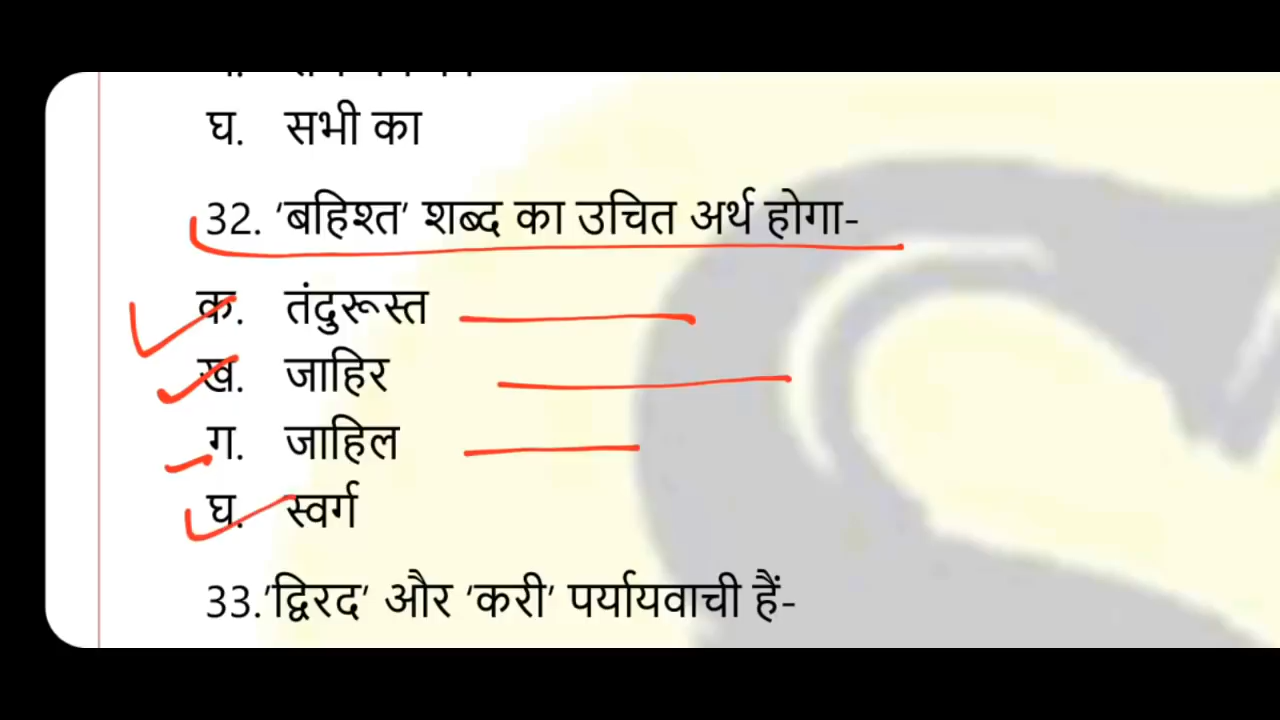 घ. सभी का
32. ‘बहिश्त’ शब्द का उचित अर्थ होगा-
क. तंदुरूस्त
ख. जाहिर
ग. जाहिल
घ. स्वर्ग
33.‘द्विरद’ और ‘करी’ पर्यायवाची हैं-